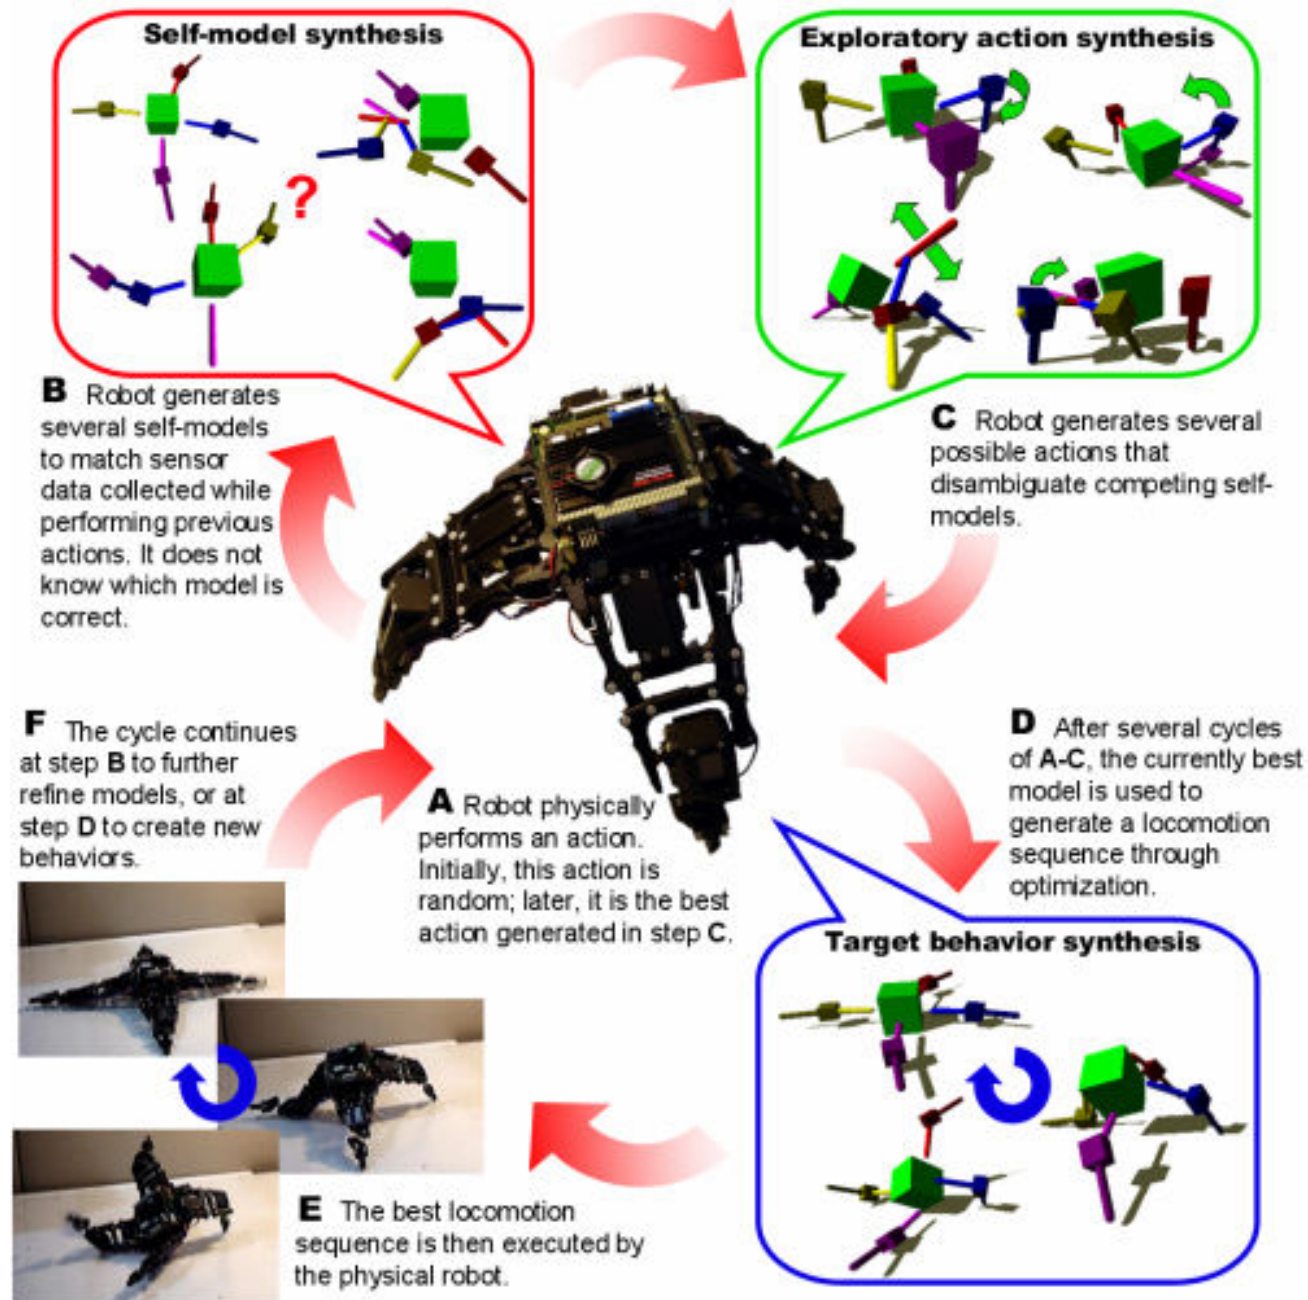 Self-model synthesis
Exploratory action synthesis
?
B Robot generates
several self-models
to match sensor
data collected while
performing previous
actions. It does not
know which model is
correct.
C Robot generates several
possible actions that
disambiguate competing self-
models.
F The cycle continues
at step B to further
refine models, or at
step D to create new
behaviors.
A Robot physically
performs an action.
Initially, this action is
random; later, it is the best
action generated in step C.
D After several cycles
of A-C, the currently best
model is used to
generate a locomotion
sequence through
optimization.
Target behavior synthesis
E The best locomotion
sequence is then executed by
the physical robot.